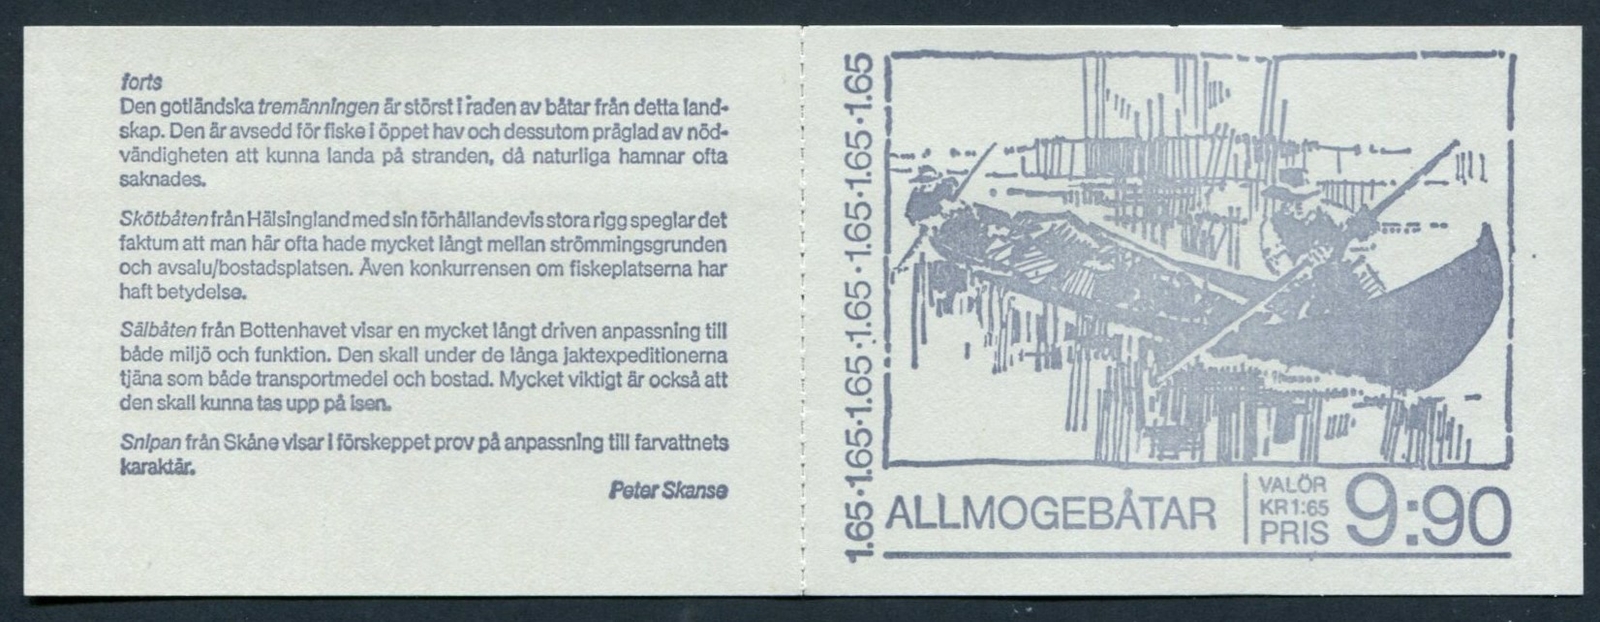 forts
Den gotländska tremänningen är störst i raden av båtar från detta land-
skap. Den är avsedd för fiske i öppet hav och dessutom präglad av nöd-
vändigheten att kunna landa på stranden, då naturliga hamnar ofta
saknades.
Skötbåten från Hälsingland med sin förhållandevis stora rigg speglar det
faktum att man här ofta hade mycket långt mellan strömmingsgrunden
och avsalu/bostadsplatsen. Även konkurrensen om fiskeplatserna har
haft betydelse.
Sälbåten från Bottenhavet visar en mycket långt driven anpassning till
både miljö och funktion. Den skall under de långa jaktexpeditionerna
tjäna som både transportmedel och bostad. Mycket viktigt är också att
den skall kunna tas upp på isen.
Snipan från Skåne visar i förskeppet prov på anpassning till farvattnets
karaktär.
Peter Skanse
1.65·1.65·1.65·1.65·1.65·1.65·1.65
ALLMOGEBÅTAR
VALÖR
KR 1:65
PRIS
9:90